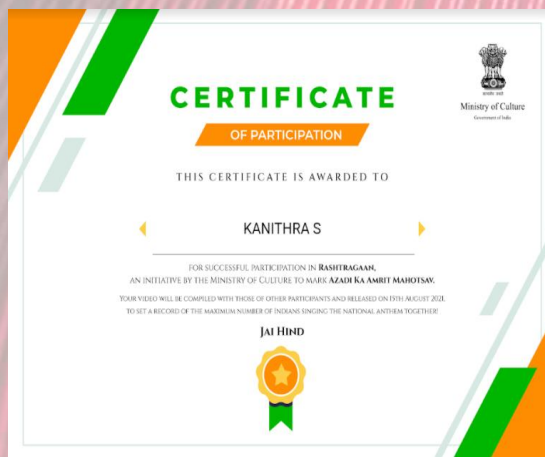 CERTIFICATE
OF PARTICIPATION
Ministry of Culture
Government of India
THIS CERTIFICATE IS AWARDED TO
KANITHRA S
FOR SUCCESSFUL PARTICIPATION IN RASHTRAGAAN,
AN INITIATIVE BY THE MINISTRY OF CULTURE TO MARK AZADI KA AMRIT MAHOTSAV.
YOUR VIDEO WILL BE COMPILED WITH THOSE OF OTHER PARTICIPANTS AND RELEASED ON 15TH AUGUST 2021,
TO SET A RECORD OF THE MAXIMUM NUMBER OF INDIANS SINGING THE NATIONAL ANTHEM TOGETHER!
JAI HIND